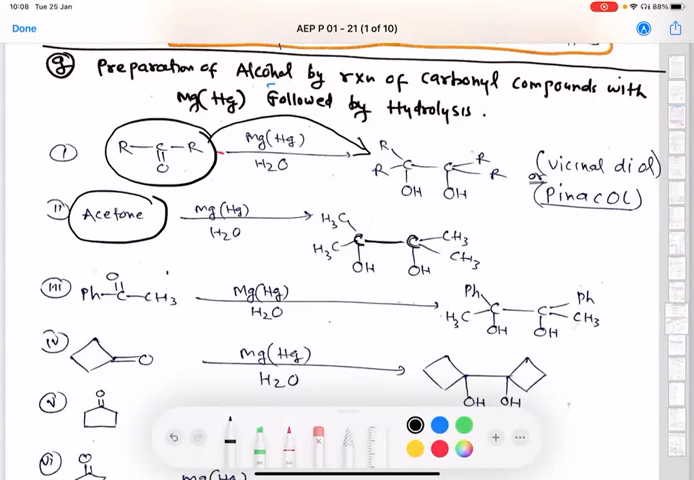 10:08 Tue 25 Jan
88%
Done
AEP P 01 - 21 (1 of 10)
(g) Preparation of Alcohol by rxn of carbonyl compounds with
Mg(Hg) Followed by Hydrolysis.
(i) R-C-R
O
Mg(Hg)
H2O
R
R
C
C
R
R
OH
OH
or
(vicinal diol)
(Pinacol)
(ii) Acetone
Mg(Hg)
H2O
H3C
H3C
C
C
CH3
CH3
OH
OH
(iii) Ph-C-CH3
O
Mg(Hg)
H2O
Ph
H3C
C
C
Ph
CH3
OH
OH
(iv)
O
Mg(Hg)
H2O
OH
OH
(v)
O
(vi)
O
Mg(Hg)